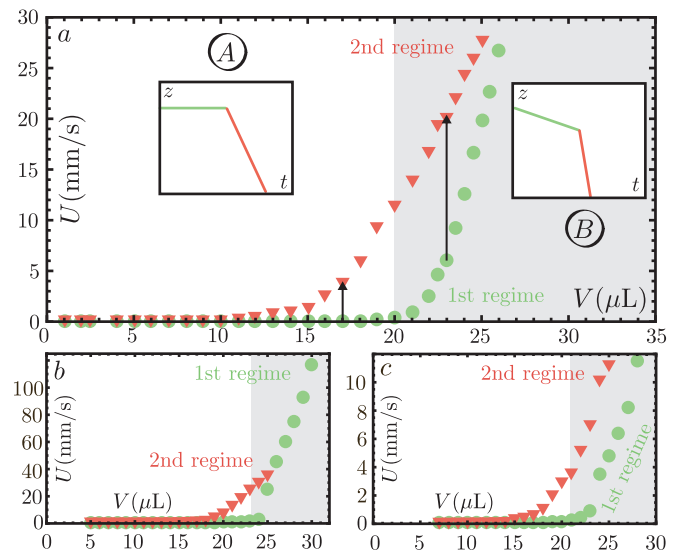 30
25
20
15
10
5
0
U(mm/s)
a
A
2nd regime
z
t
z
t
B
1st regime
V(μL)
0 5 10 15 20 25 30 35
b
1st regime
2nd regime
V(μL)
U(mm/s)
100
80
60
40
20
0
0 5 10 15 20 25 30
c
2nd regime
1st regime
V(μL)
U(mm/s)
12
10
8
6
4
2
0
0 5 10 15 20 25 30